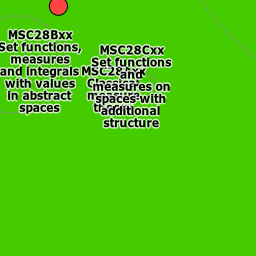 MSC28Bxx
Set functions,
measures
and integrals
with values
in abstract
spaces
MSC28Cxx
Set functions
and
measures on
spaces with
additional
structure